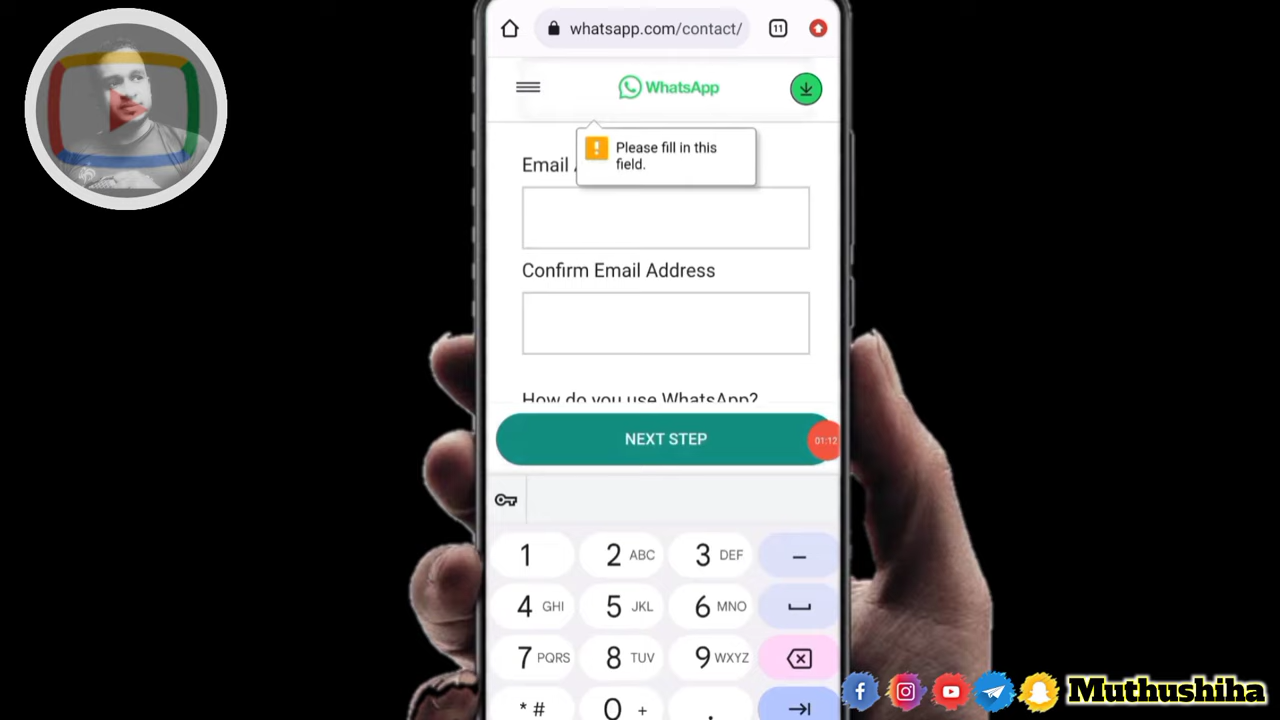 whatsapp.com/contact/
11
WhatsApp
Please fill in this
field.
Email
Confirm Email Address
How do you use WhatsApp?
NEXT STEP
01:12
1
2 ABC
3 DEF
–
4 GHI
5 JKL
6 MNO
7 PQRS
8 TUV
9 WXYZ
* #
0 +
.
Muthushiha